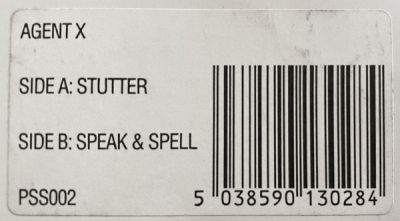 AGENT X
SIDE A: STUTTER
SIDE B: SPEAK & SPELL
PSS002
5 038590 130284